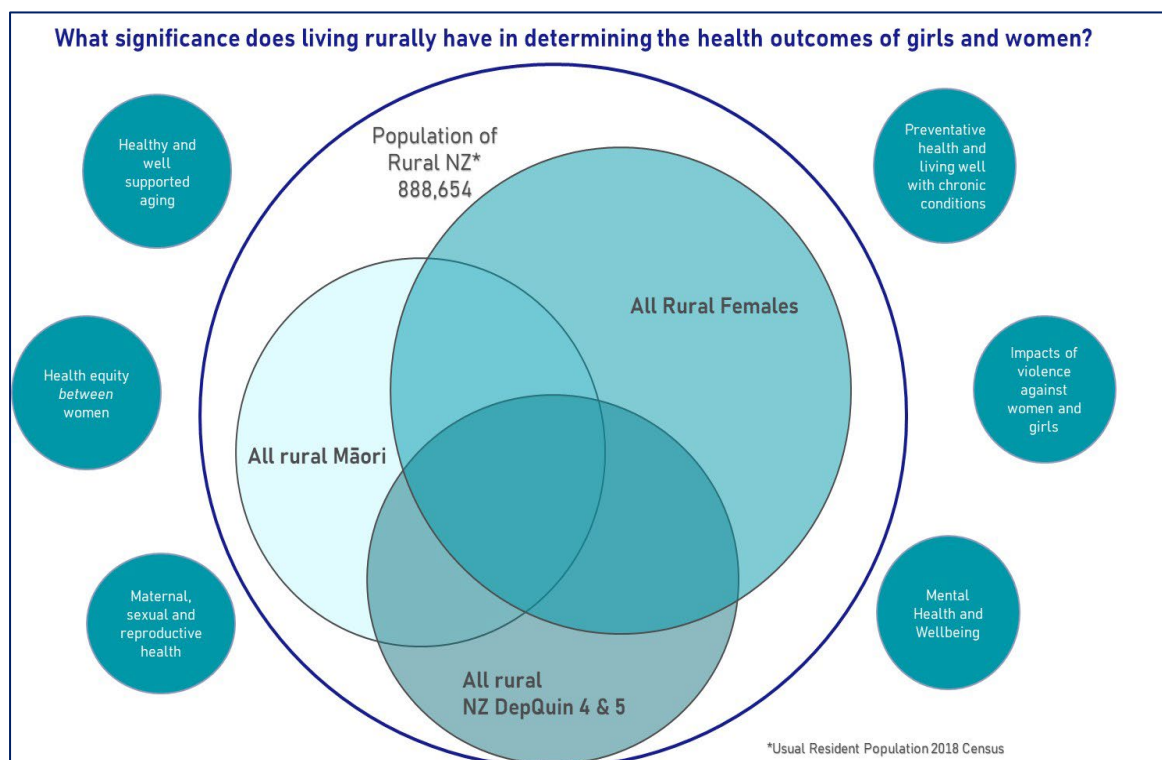 What significance does living rurally have in determining the health outcomes of girls and women?
Healthy and
well
supported
aging
Population of
Rural NZ*
888,654
Preventative
health and
living well
with chronic
conditions
All Rural Females
Health equity
between
women
Impacts of
violence
against
women and
girls
All rural Māori
Maternal,
sexual and
reproductive
health
Mental
Health and
Wellbeing
All rural
NZ DepQuin 4 & 5
*Usual Resident Population 2018 Census